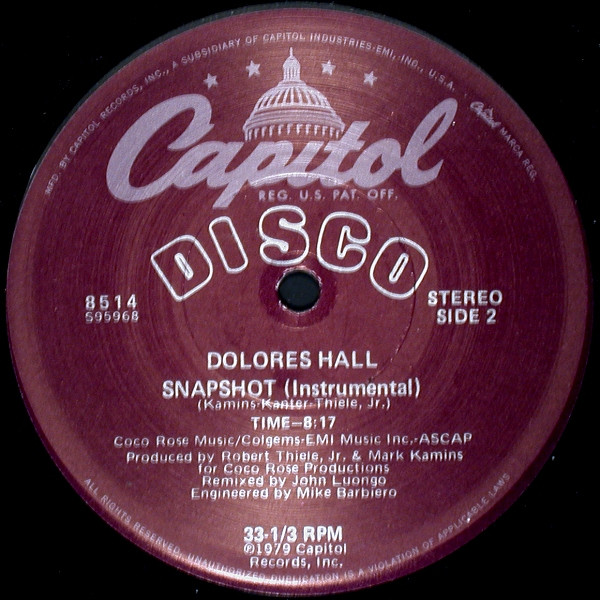 MFD. BY CAPITOL RECORDS, INC., A SUBSIDIARY OF CAPITOL INDUSTRIES-EMI, INC., U.S.A.
Capitol MARCA REG.
Capitol
REG. U.S. PAT. OFF.
DISCO
8514
S95968
STEREO
SIDE 2
DOLORES HALL
SNAPSHOT (Instrumental)
(Kamins-Kanter-Thiele, Jr.)
TIME–8:17
Coco Rose Music/Colgems-EMI Music Inc.-ASCAP
Produced by Robert Thiele, Jr. & Mark Kamins
for Coco Rose Productions
Remixed by John Luongo
Engineered by Mike Barbiero
33-1/3 RPM
©1979 Capitol
Records, Inc.
ALL RIGHTS RESERVED. UNAUTHORIZED DUPLICATION IS A VIOLATION OF APPLICABLE LAWS